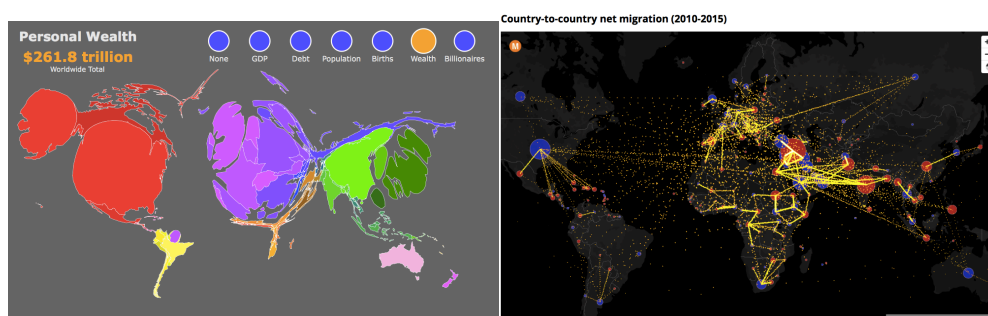 Personal Wealth
$261.8 trillion
Worldwide Total
None GDP Debt Population Births Wealth Billionaires
Country-to-country net migration (2010-2015)
M